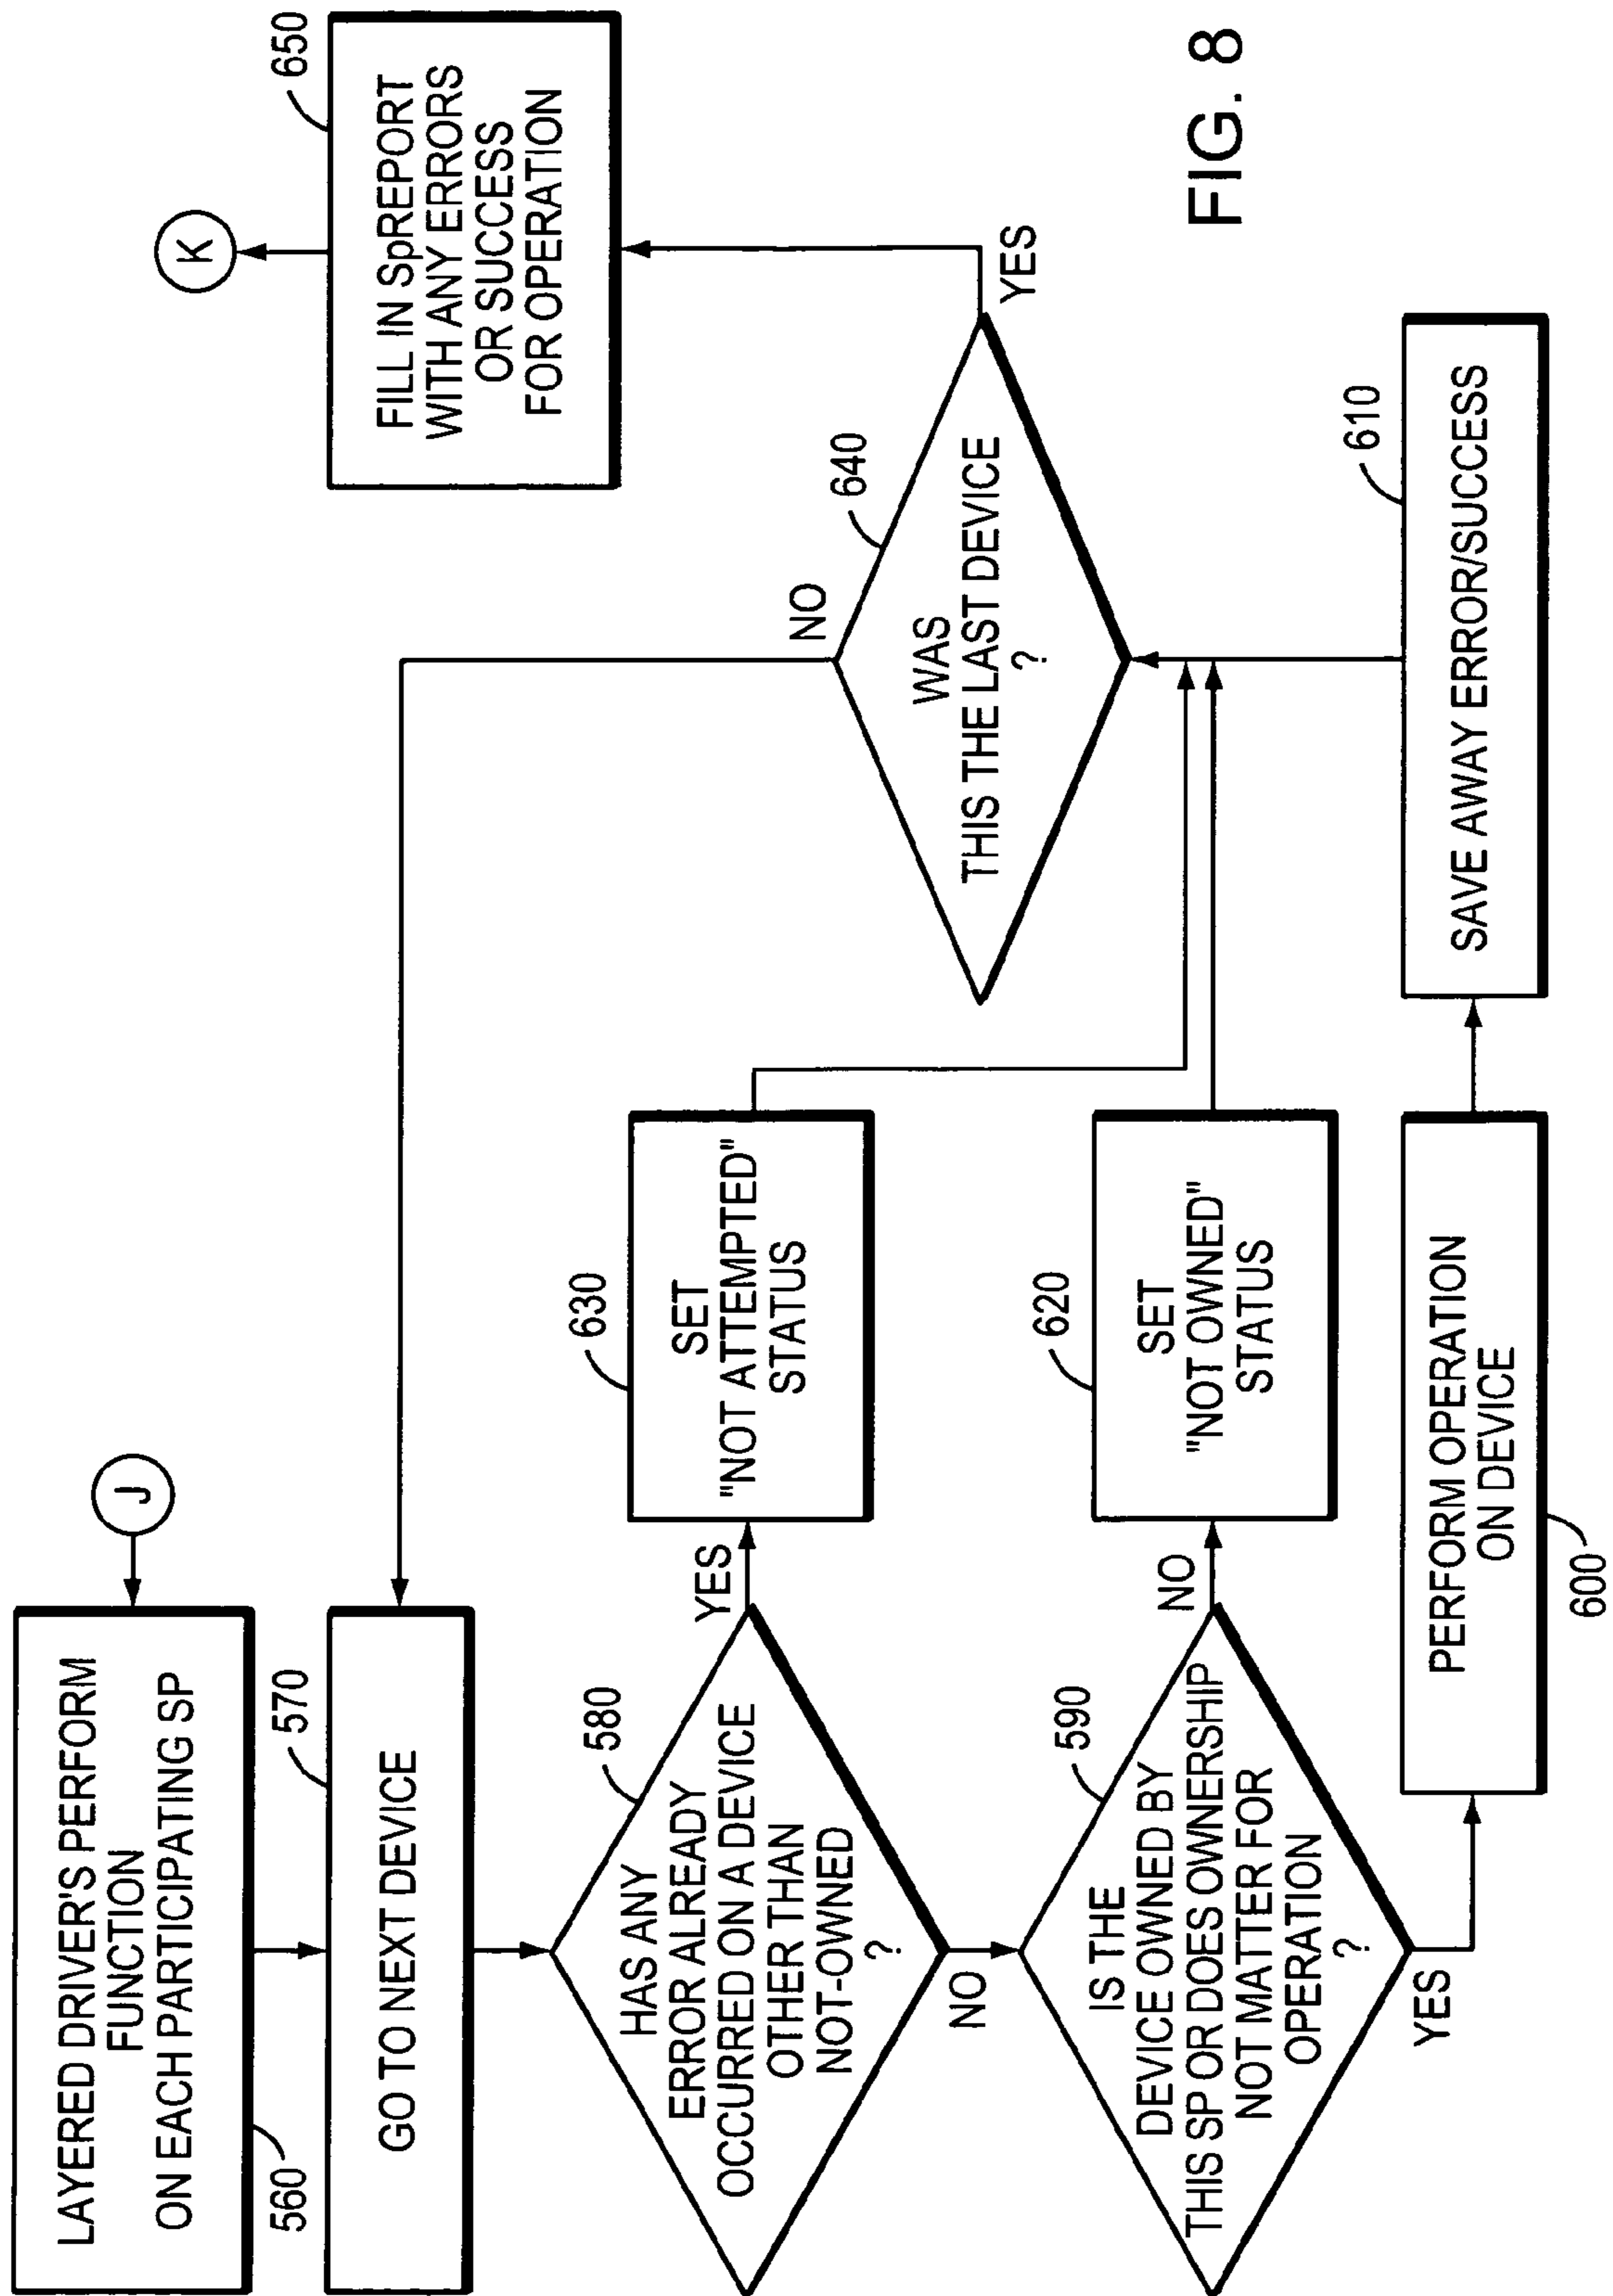 J
LAYERED DRIVER'S PERFORM
FUNCTION
ON EACH PARTICIPATING SP
560
GO TO NEXT DEVICE
570
HAS ANY
ERROR ALREADY
OCCURRED ON A DEVICE
OTHER THAN
NOT-OWNED
?
580
YES
NO
SET
"NOT ATTEMPTED"
STATUS
630
IS THE
DEVICE OWNED BY
THIS SP OR DOES OWNERSHIP
NOT MATTER FOR
OPERATION
?
590
NO
YES
SET
"NOT OWNED"
STATUS
620
PERFORM OPERATION
ON DEVICE
600
SAVE AWAY ERROR/SUCCESS
610
WAS
THIS THE LAST DEVICE
?
640
NO
YES
FILL IN SpREPORT
WITH ANY ERRORS
OR SUCCESS
FOR OPERATION
650
K
FIG. 8